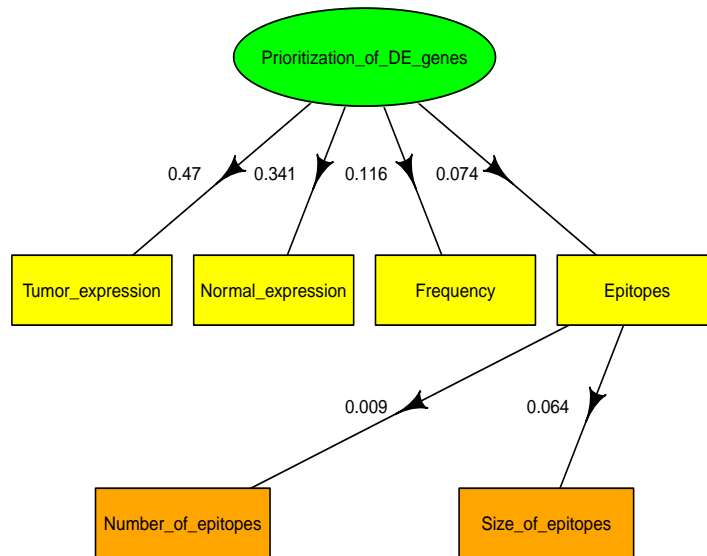 Prioritization_of_DE_genes
0.47
0.341
0.116
0.074
Tumor_expression
Normal_expression
Frequency
Epitopes
0.009
0.064
Number_of_epitopes
Size_of_epitopes